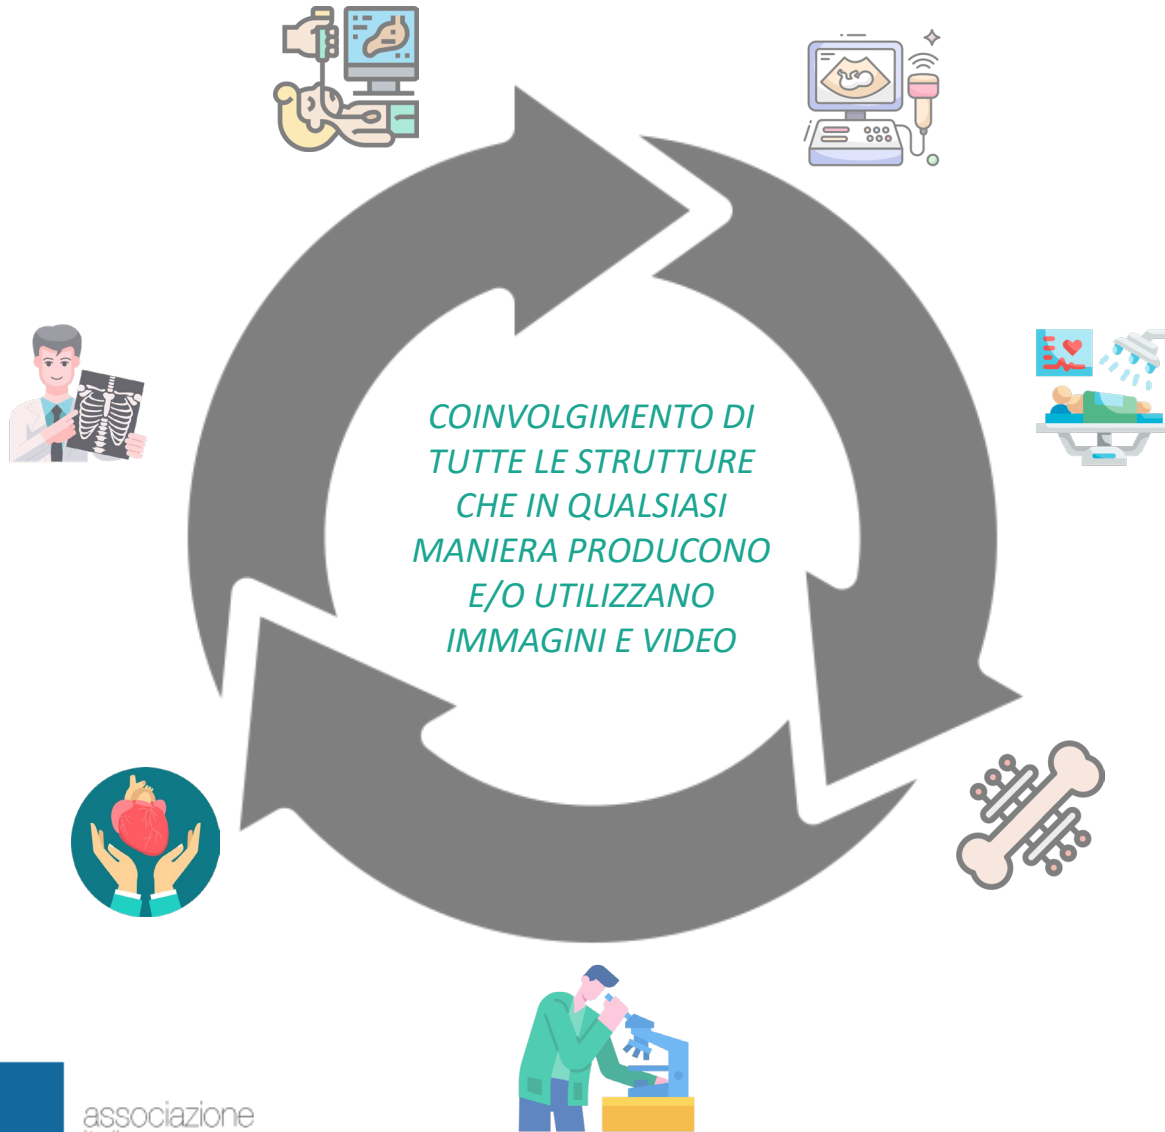 COINVOLGIMENTO DI
TUTTE LE STRUTTURE
CHE IN QUALSIASI
MANIERA PRODUCONO
E/O UTILIZZANO
IMMAGINI E VIDEO
associazione